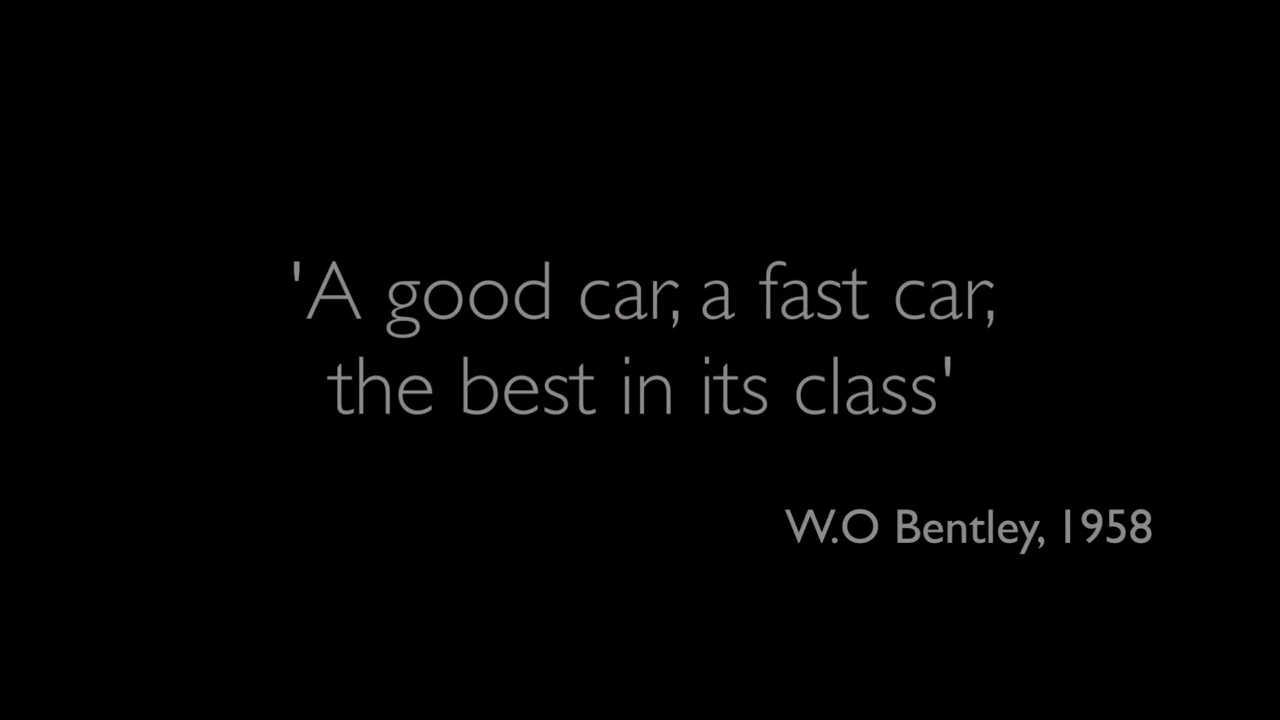 'A good car, a fast car,
the best in its class'
W.O Bentley, 1958